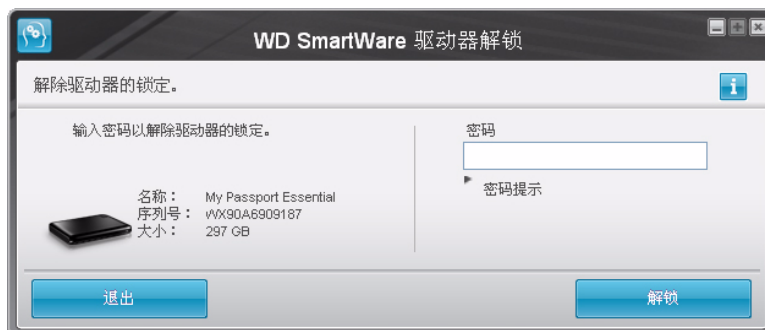 WD SmartWare 驱动器解锁
解除驱动器的锁定。
输入密码以解除驱动器的锁定。
名称： My Passport Essential
序列号： WX90A6909187
大小： 297 GB
密码
密码提示
退出
解锁